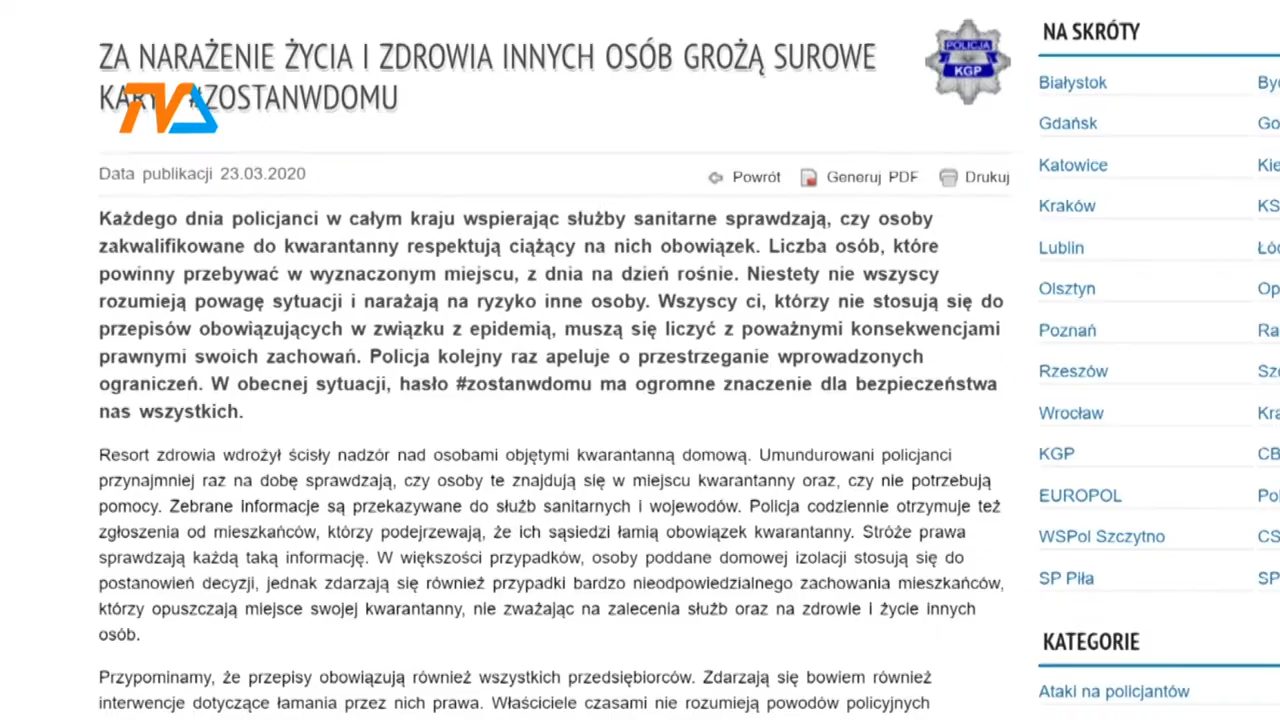 ZA NARAŻENIE ŻYCIA I ZDROWIA INNYCH OSÓB GROŻĄ SUROWE
#ZOSTANWDOMU
TVA
POLICJA
KGP
Data publikacji 23.03.2020
Powrót
Generuj PDF
Drukuj
Każdego dnia policjanci w całym kraju wspierając służby sanitarne sprawdzają, czy osoby
zakwalifikowane do kwarantanny respektują ciążący na nich obowiązek. Liczba osób, które
powinny przebywać w wyznaczonym miejscu, z dnia na dzień rośnie. Niestety nie wszyscy
rozumieją powagę sytuacji i narażają na ryzyko inne osoby. Wszyscy ci, którzy nie stosują się do
przepisów obowiązujących w związku z epidemią, muszą się liczyć z poważnymi konsekwencjami
prawnymi swoich zachowań. Policja kolejny raz apeluje o przestrzeganie wprowadzonych
ograniczeń. W obecnej sytuacji, hasło #zostanwdomu ma ogromne znaczenie dla bezpieczeństwa
nas wszystkich.
Resort zdrowia wdrożył ścisły nadzór nad osobami objętymi kwarantanną domową. Umundurowani policjanci
przynajmniej raz na dobę sprawdzają, czy osoby te znajdują się w miejscu kwarantanny oraz, czy nie potrzebują
pomocy. Zebrane informacje są przekazywane do służb sanitarnych i wojewodów. Policja codziennie otrzymuje też
zgłoszenia od mieszkańców, którzy podejrzewają, że ich sąsiedzi łamią obowiązek kwarantanny. Stróże prawa
sprawdzają każdą taką informację. W większości przypadków, osoby poddane domowej izolacji stosują się do
postanowień decyzji, jednak zdarzają się również przypadki bardzo nieodpowiedzialnego zachowania mieszkańców,
którzy opuszczają miejsce swojej kwarantanny, nie zważając na zalecenia służb oraz na zdrowie i życie innych
osób.
Przypominamy, że przepisy obowiązują również wszystkich przedsiębiorców. Zdarzają się bowiem również
interwencje dotyczące łamania przez nich prawa. Właściciele czasami nie rozumieją powodów policyjnych
NA SKRÓTY
Białystok
Gdańsk
Katowice
Kraków
Lublin
Olsztyn
Poznań
Rzeszów
Wrocław
KGP
EUROPOL
WSPol Szczytno
SP Piła
KATEGORIE
Ataki na policjantów